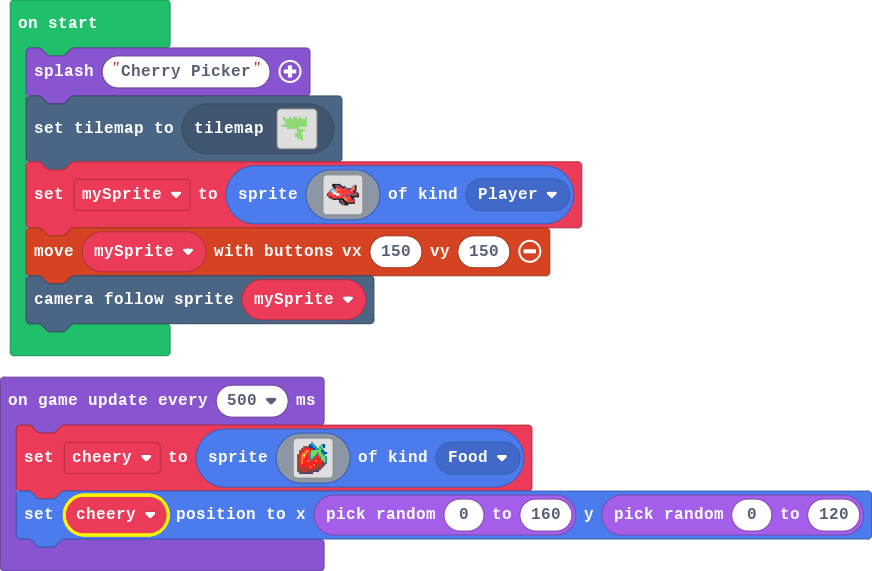 on start
splash "Cherry Picker"
set tilemap to tilemap
set mySprite to sprite of kind Player
move mySprite with buttons vx 150 vy 150
camera follow sprite mySprite
on game update every 500 ms
set cheery to sprite of kind Food
set cheery position to x pick random 0 to 160 y pick random 0 to 120